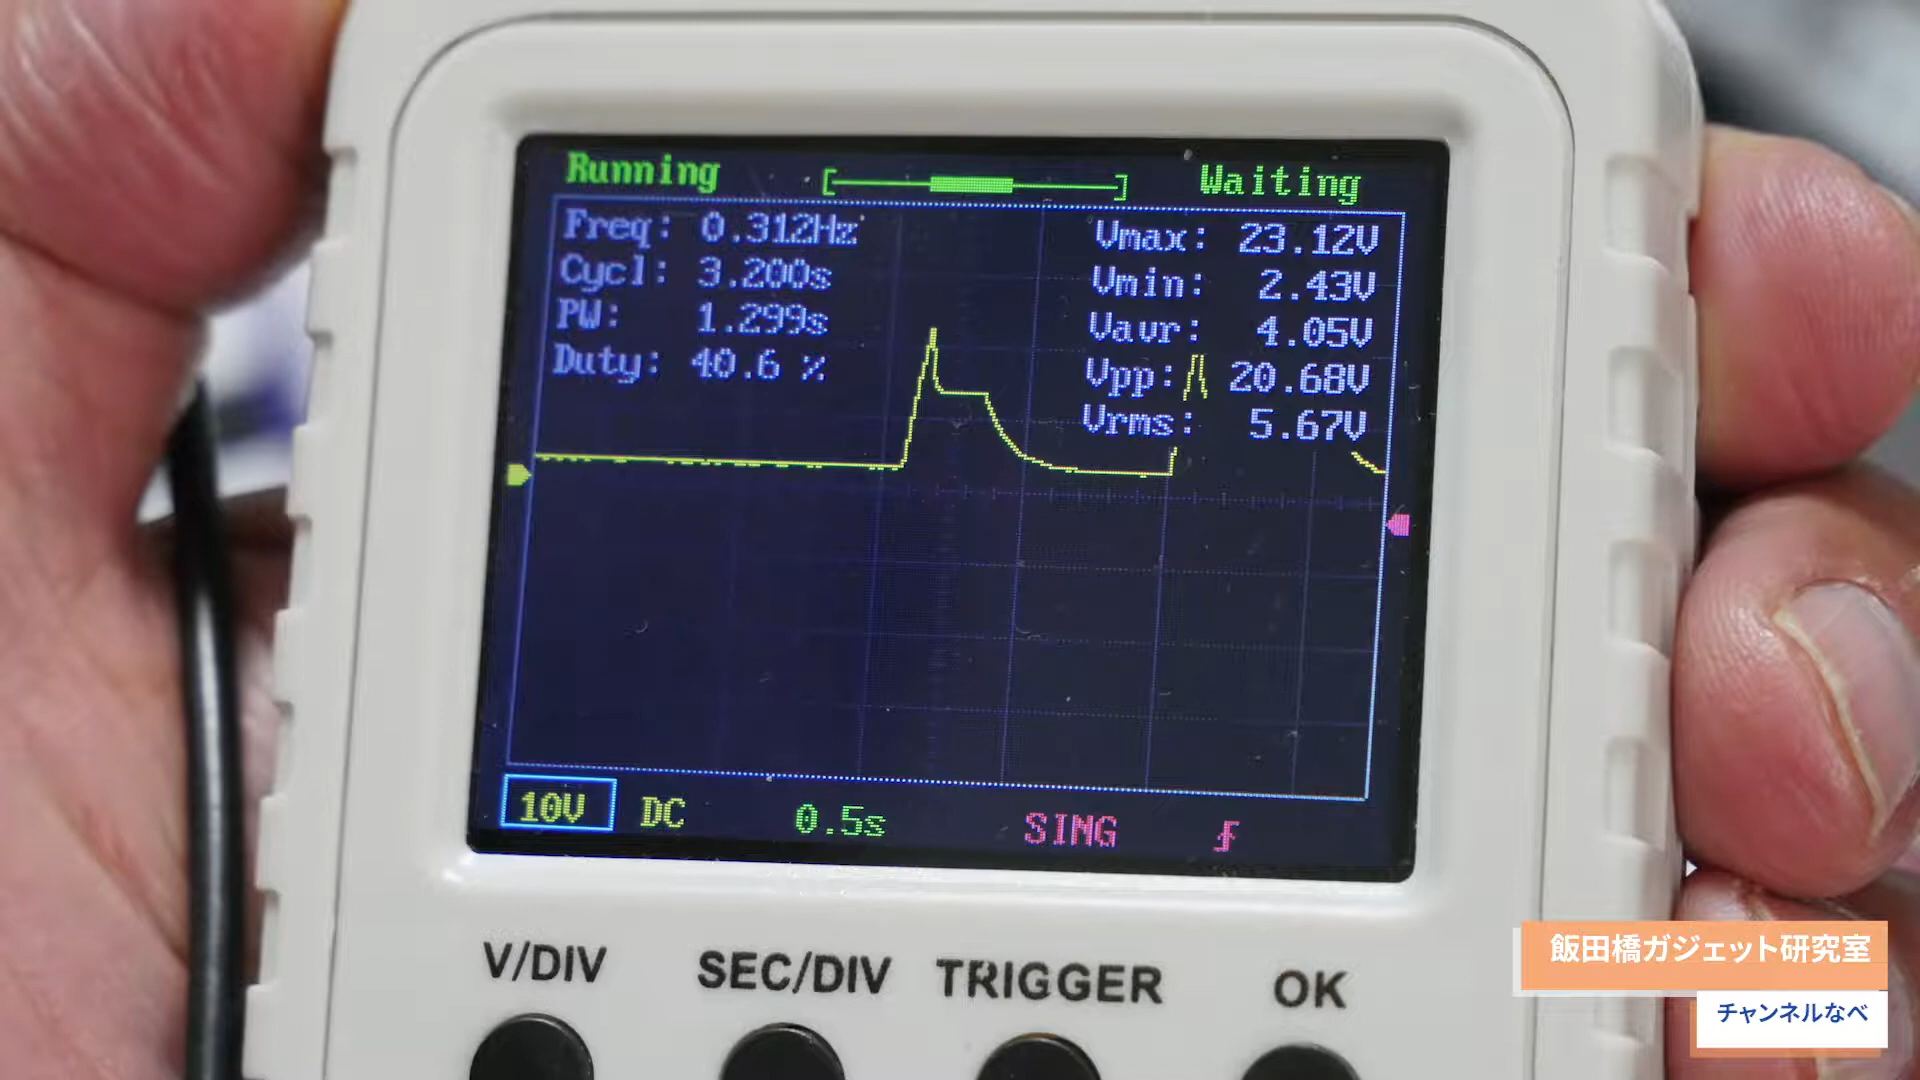 Running
Waiting
Freq: 0.312Hz
Cycl: 3.200s
PW: 1.299s
Duty: 40.6 %
Vmax: 23.12V
Vmin: 2.43V
Vavr: 4.05V
Vpp: 20.68V
Vrms: 5.67V
10V DC 0.5s SING
V/DIV SEC/DIV TRIGGER OK
飯田橋ガジェット研究室
チャンネルなべ